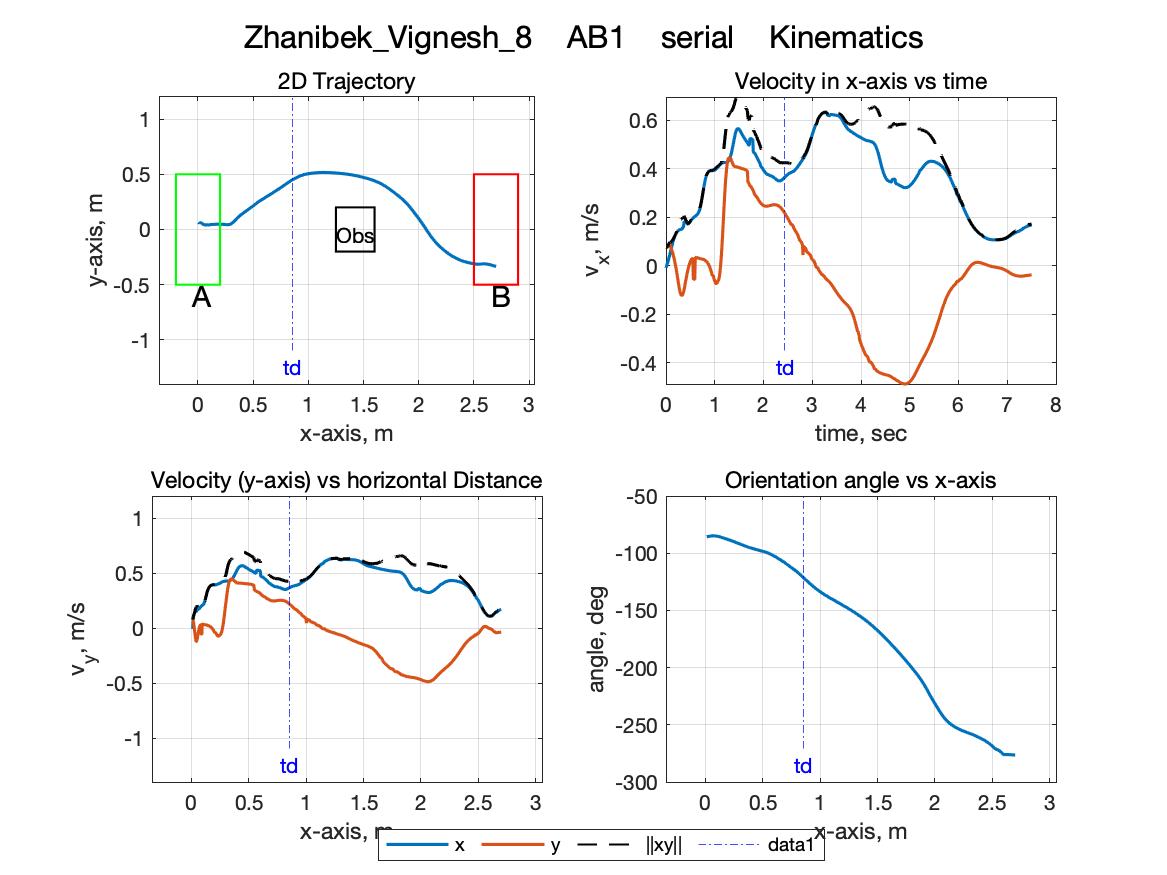 Zhanibek_Vignesh_8 AB1 serial Kinematics
2D Trajectory
1
0.5
0
-0.5
-1
y-axis, m
A
Obs
B
td
0 0.5 1 1.5 2 2.5 3
x-axis, m
Velocity in x-axis vs time
0.6
0.4
0.2
0
-0.2
-0.4
vx, m/s
td
0 1 2 3 4 5 6 7 8
time, sec
Velocity (y-axis) vs horizontal Distance
1
0.5
0
-0.5
-1
vy, m/s
td
0 0.5 1 1.5 2 2.5 3
x-axis, m
Orientation angle vs x-axis
-50
-100
-150
-200
-250
-300
angle, deg
td
0 0.5 1 1.5 2 2.5 3
x-axis, m
x y ||xy|| data1